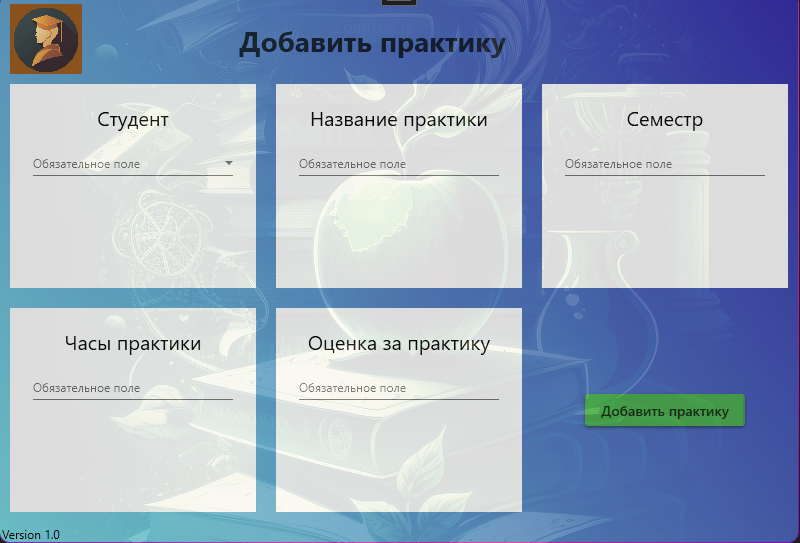 Добавить практику
Студент
Название практики
Семестр
Обязательное поле
Обязательное поле
Обязательное поле
Часы практики
Оценка за практику
Обязательное поле
Обязательное поле
Добавить практику
Version 1.0